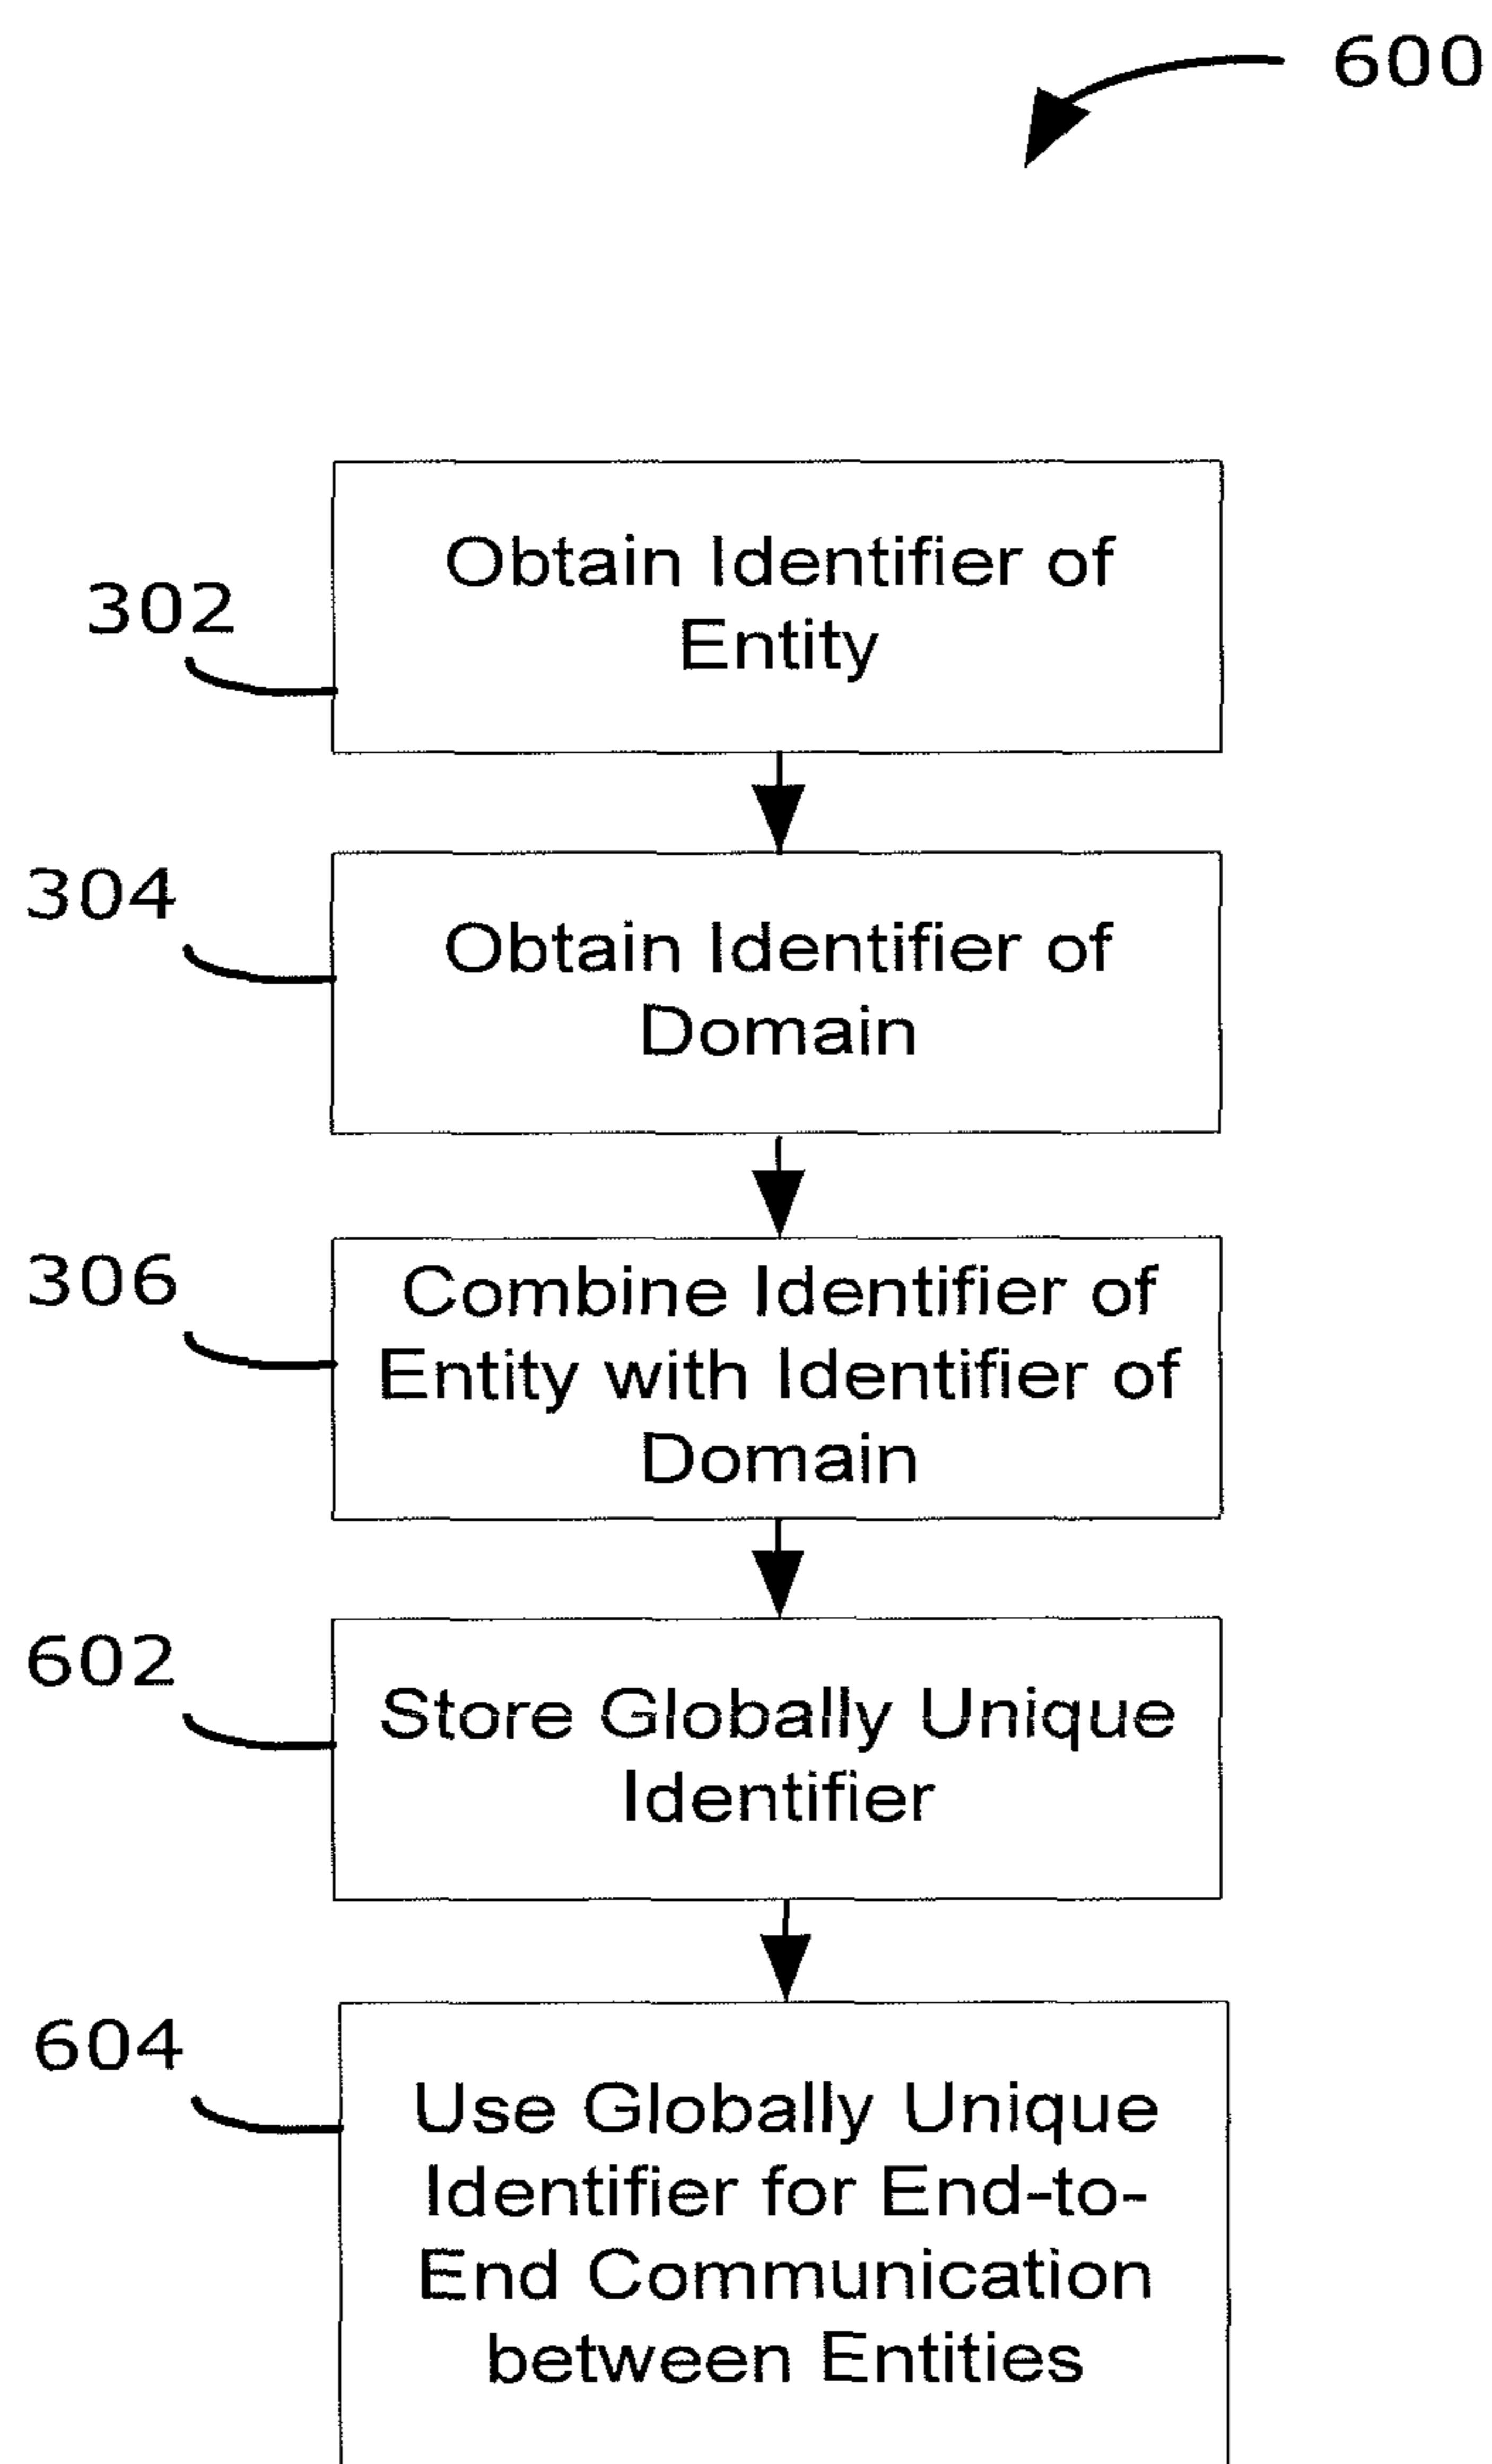 600
302
Obtain Identifier of
Entity
304
Obtain Identifier of
Domain
306
Combine Identifier of
Entity with Identifier of
Domain
602
Store Globally Unique
Identifier
604
Use Globally Unique
Identifier for End-to-
End Communication
between Entities